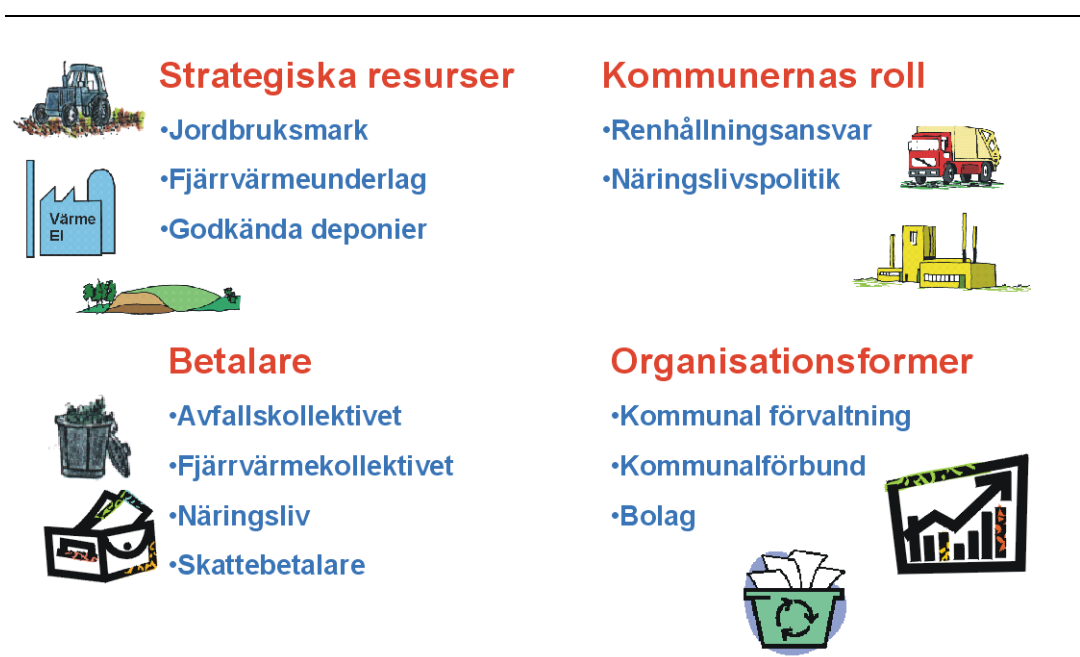 Strategiska resurser
•Jordbruksmark
•Fjärrvärmeunderlag
•Godkända deponier
Värme
El
Kommunernas roll
•Renhållningsansvar
•Näringslivspolitik
Betalare
•Avfallskollektivet
•Fjärrvärmekollektivet
•Näringsliv
•Skattebetalare
Organisationsformer
•Kommunal förvaltning
•Kommunalförbund
•Bolag